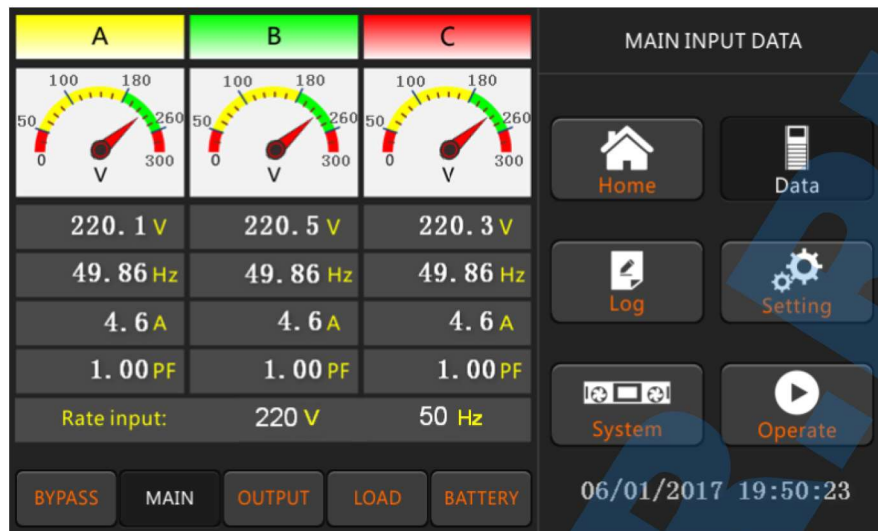 A B C MAIN INPUT DATA
100 180 100 180 100 180
50 260 50 260 50 260
0 300 0 300 0 300
V V V
Home Data
220.1 V 220.5 V 220.3 V
49.86 Hz 49.86 Hz 49.86 Hz
Log Setting
4.6 A 4.6 A 4.6 A
1.00 PF 1.00 PF 1.00 PF
Rate input: 220 V 50 Hz
System Operate
BYPASS MAIN OUTPUT LOAD BATTERY
06/01/2017 19:50:23